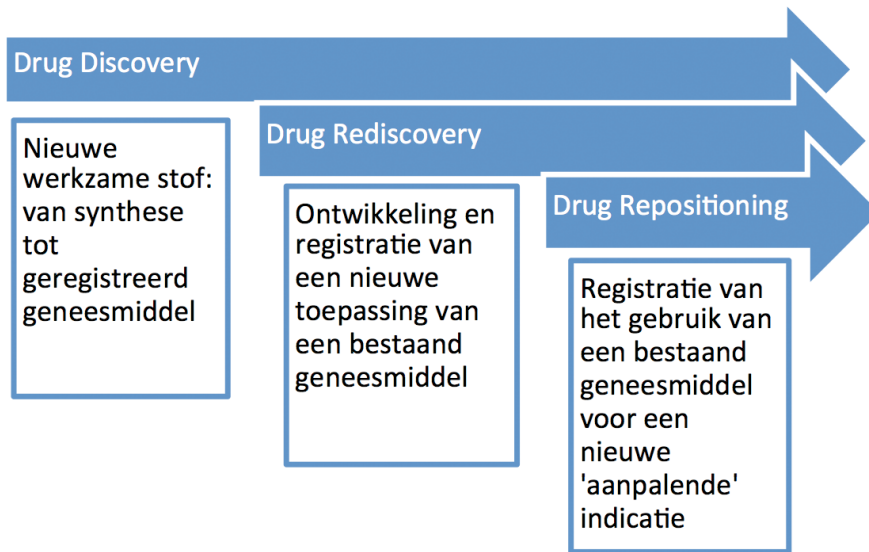 Drug Discovery
Nieuwe
werkzame stof:
van synthese
tot
geregistreerd
geneesmiddel
Drug Rediscovery
Ontwikkeling en
registratie van
een nieuwe
toepassing van
een bestaand
geneesmiddel
Drug Repositioning
Registratie van
het gebruik van
een bestaand
geneesmiddel
voor een
nieuwe
'aanpalende'
indicatie